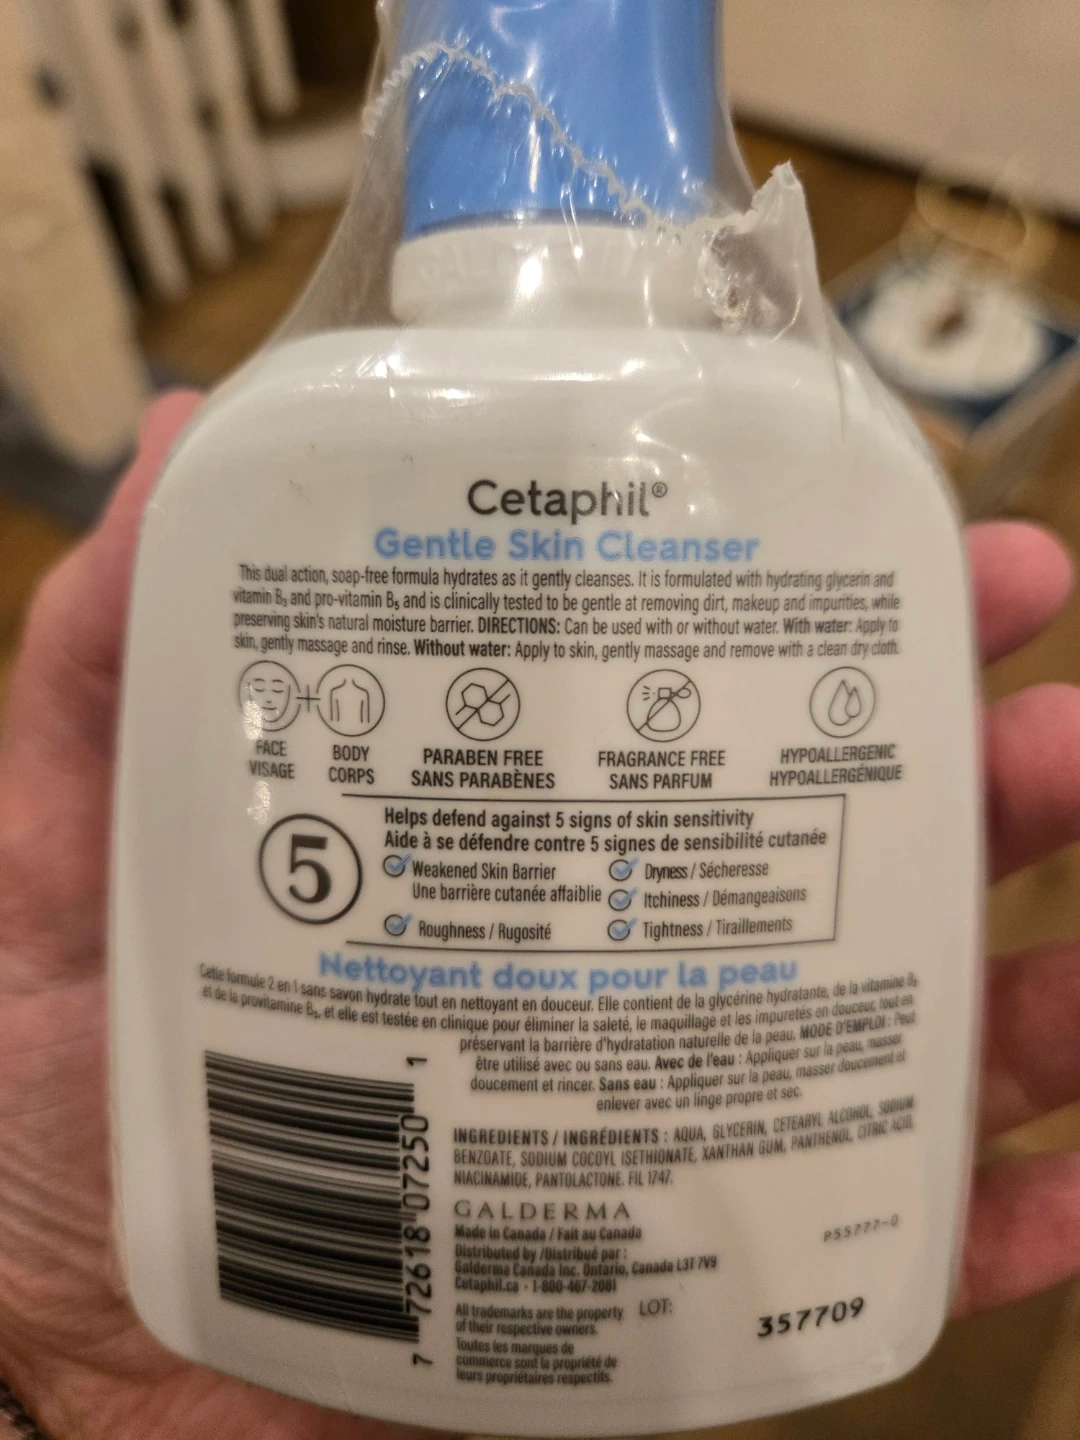 Cetaphil®
Gentle Skin Cleanser
This dual action, soap-free formula hydrates as it gently cleanses. It is formulated with hydrating glycerin and
vitamin B₃ and pro-vitamin B₅ and is clinically tested to be gentle at removing dirt, makeup and impurities, while
preserving skin's natural moisture barrier. DIRECTIONS: Can be used with or without water. With water: Apply to
skin, gently massage and rinse. Without water: Apply to skin, gently massage and remove with a clean dry cloth.
FACE
VISAGE
BODY
CORPS
PARABEN FREE
SANS PARABÈNES
FRAGRANCE FREE
SANS PARFUM
HYPOALLERGENIC
HYPOALLERGÉNIQUE
5
Helps defend against 5 signs of skin sensitivity
Aide à se défendre contre 5 signes de sensibilité cutanée
Weakened Skin Barrier
Une barrière cutanée affaiblie
Roughness / Rugosité
Dryness / Sécheresse
Itchiness / Démangeaisons
Tightness / Tiraillements
Nettoyant doux pour la peau
Cette formule 2 en 1 sans savon hydrate tout en nettoyant en douceur. Elle contient de la glycérine hydratante, de la vitamine B₃
et de la provitamine B₅, et elle est testée en clinique pour éliminer la saleté, le maquillage et les impuretés en douceur, tout en
préservant la barrière d'hydratation naturelle de la peau. MODE D'EMPLOI : Peut
être utilisé avec ou sans eau. Avec de l'eau : Appliquer sur la peau, masser
doucement et rincer. Sans eau : Appliquer sur la peau, masser doucement et
enlever avec un linge propre et sec.
7 72618 07250 1
INGREDIENTS / INGRÉDIENTS : AQUA, GLYCERIN, CETEARYL ALCOHOL, SODIUM
BENZOATE, SODIUM COCOYL ISETHIONATE, XANTHAN GUM, PANTHENOL, CITRIC ACID,
NIACINAMIDE, PANTOLACTONE. FIL 1747.
GALDERMA
Made in Canada / Fait au Canada
Distributed by /Distribué par :
Galderma Canada Inc. Ontario, Canada L3T 7V9
Cetaphil.ca - 1-800-467-2081
P55777-0
All trademarks are the property
of their respective owners.
Toutes les marques de
commerce sont la propriété de
leurs propriétaires respectifs.
LOT:
357709